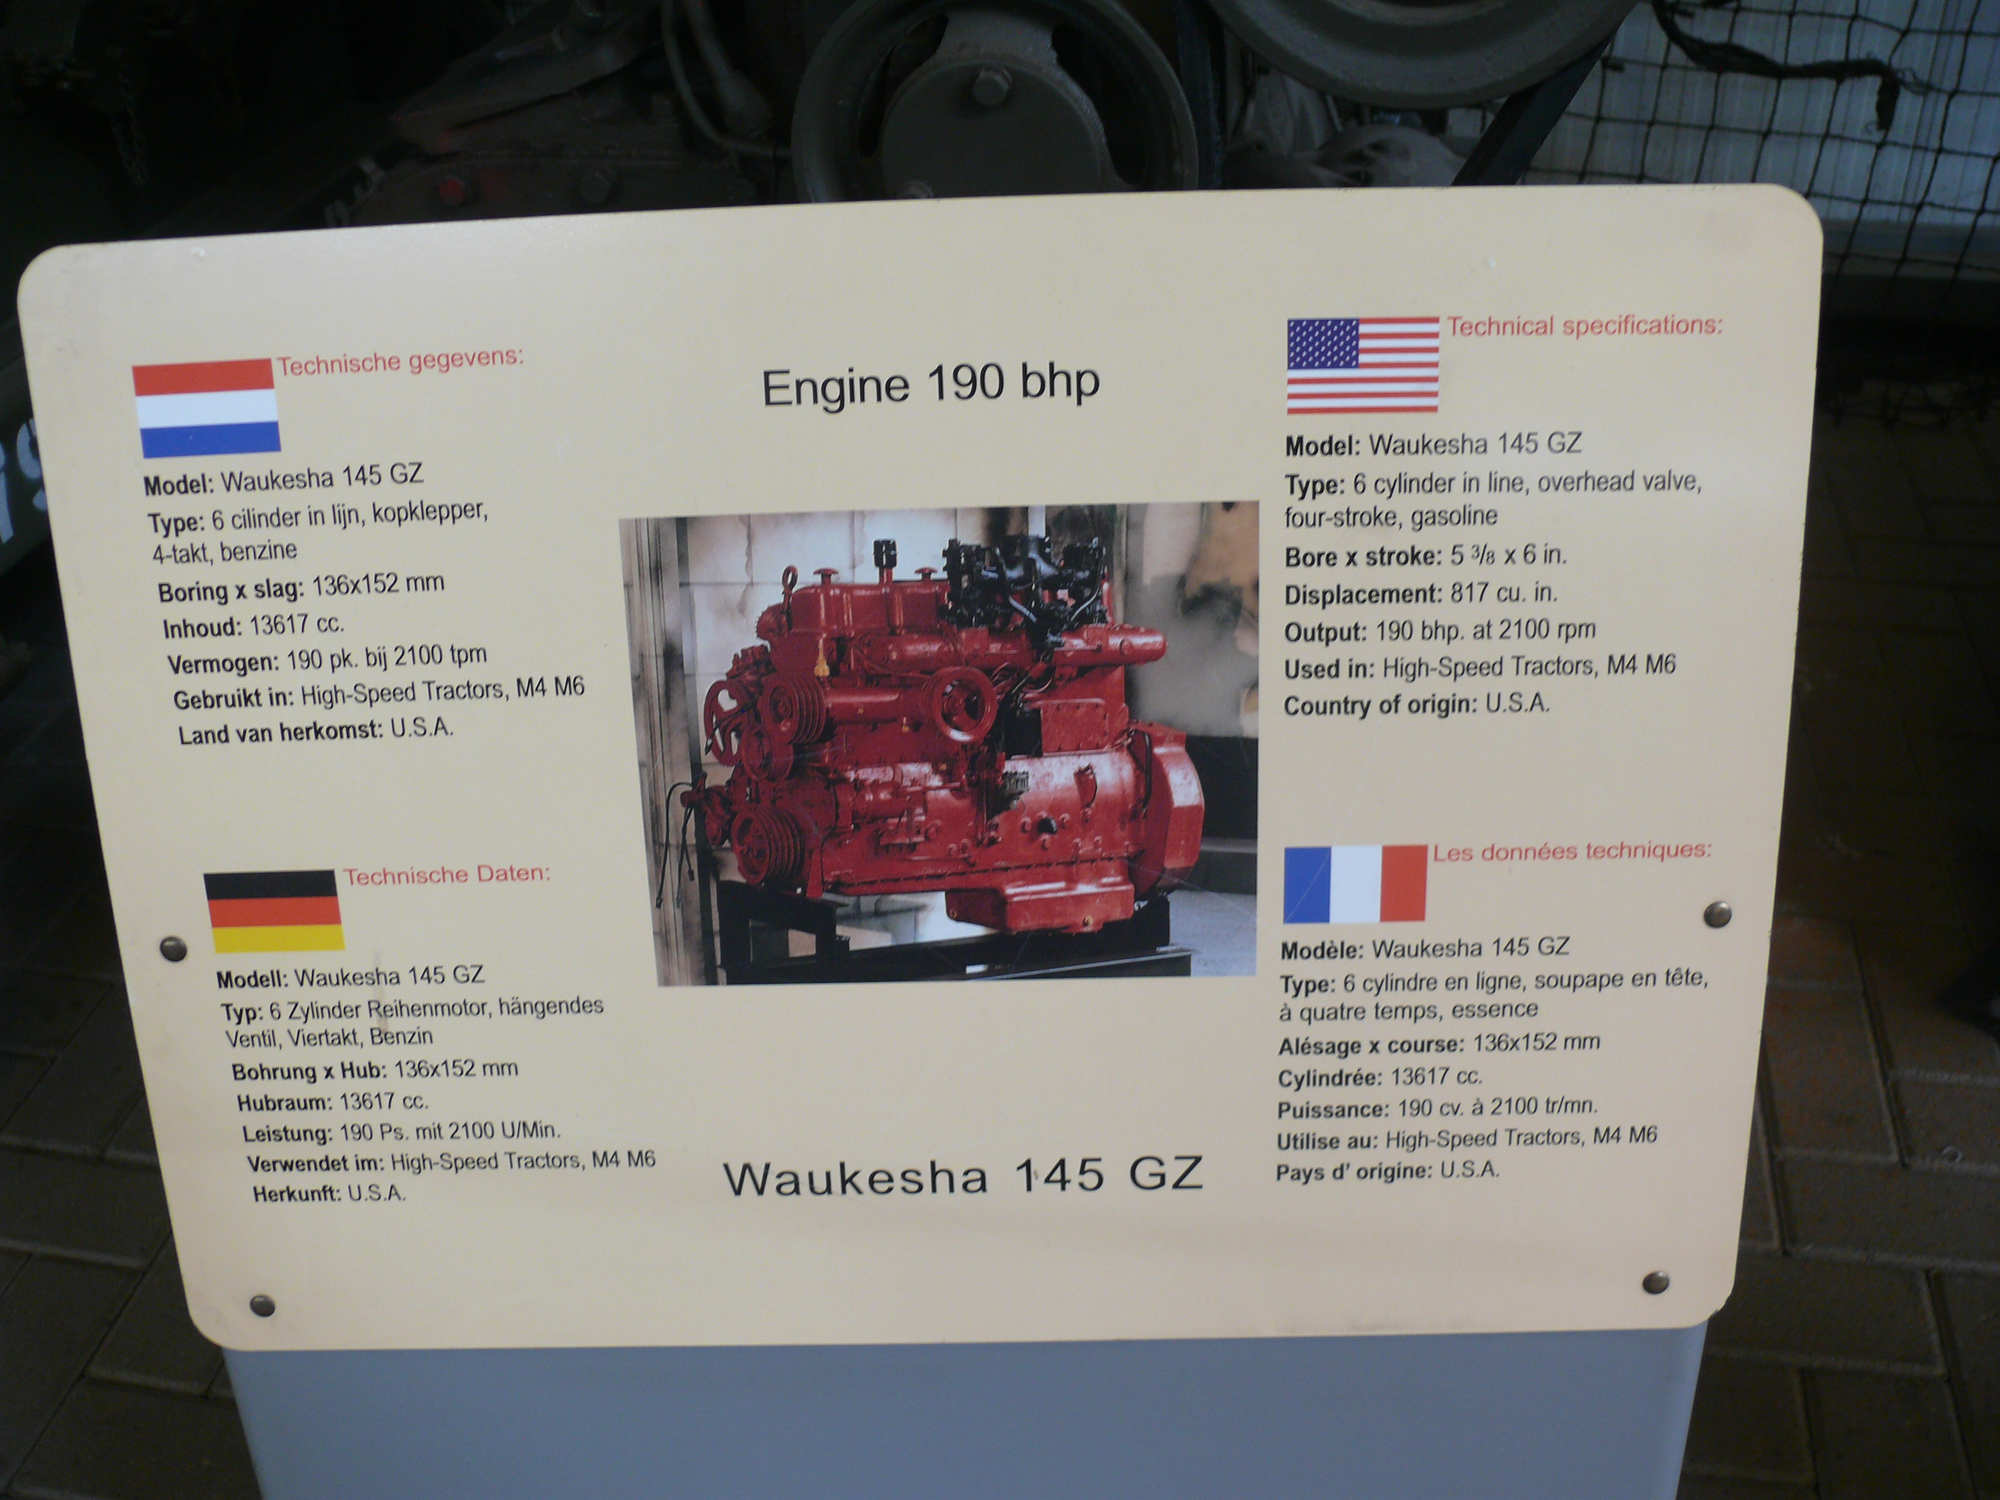 Technische gegevens:
Model: Waukesha 145 GZ
Type: 6 cilinder in lijn, kopklepper,
4-takt, benzine
Boring x slag: 136x152 mm
Inhoud: 13617 cc.
Vermogen: 190 pk. bij 2100 tpm
Gebruikt in: High-Speed Tractors, M4 M6
Land van herkomst: U.S.A.
Engine 190 bhp
Technical specifications:
Model: Waukesha 145 GZ
Type: 6 cylinder in line, overhead valve,
four-stroke, gasoline
Bore x stroke: 5 3/8 x 6 in.
Displacement: 817 cu. in.
Output: 190 bhp. at 2100 rpm
Used in: High-Speed Tractors, M4 M6
Country of origin: U.S.A.
Technische Daten:
Modell: Waukesha 145 GZ
Typ: 6 Zylinder Reihenmotor, hängendes
Ventil, Viertakt, Benzin
Bohrung x Hub: 136x152 mm
Hubraum: 13617 cc.
Leistung: 190 Ps. mit 2100 U/Min.
Verwendet im: High-Speed Tractors, M4 M6
Herkunft: U.S.A.
Waukesha 145 GZ
Les données techniques:
Modèle: Waukesha 145 GZ
Type: 6 cylindre en ligne, soupape en tête,
à quatre temps, essence
Alésage x course: 136x152 mm
Cylindrée: 13617 cc.
Puissance: 190 cv. à 2100 tr/mn.
Utilise au: High-Speed Tractors, M4 M6
Pays d' origine: U.S.A.